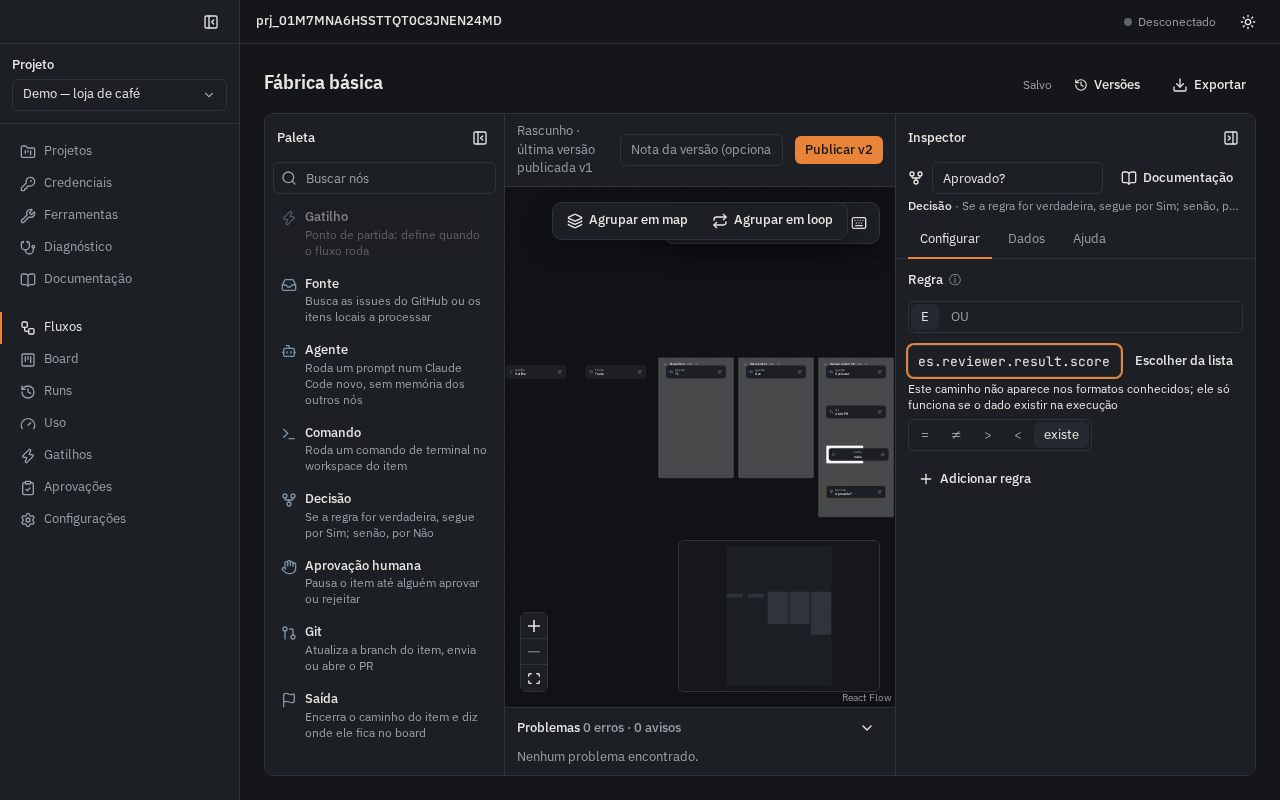 prj_01M7MNA6HSSTTQT0C8JNEN24MD
Desconectado
Projeto
Demo — loja de café
Projetos
Credenciais
Ferramentas
Diagnóstico
Documentação
Fluxos
Board
Runs
Uso
Gatilhos
Aprovações
Configurações
Fábrica básica
Salvo
Versões
Exportar
Paleta
Buscar nós
Gatilho
Ponto de partida: define quando
o fluxo roda
Fonte
Busca as issues do GitHub ou os
itens locais a processar
Agente
Roda um prompt num Claude
Code novo, sem memória dos
outros nós
Comando
Roda um comando de terminal no
workspace do item
Decisão
Se a regra for verdadeira, segue
por Sim; senão, por Não
Aprovação humana
Pausa o item até alguém aprovar
ou rejeitar
Git
Atualiza a branch do item, envia
ou abre o PR
Saída
Encerra o caminho do item e diz
onde ele fica no board
Rascunho ·
última versão
publicada v1
Nota da versão (opciona
Publicar v2
Agrupar em map
Agrupar em loop
React Flow
Problemas 0 erros · 0 avisos
Nenhum problema encontrado.
Inspector
Aprovado?
Documentação
Decisão · Se a regra for verdadeira, segue por Sim; senão, p…
Configurar
Dados
Ajuda
Regra
E
OU
es.reviewer.result.score
Escolher da lista
Este caminho não aparece nos formatos conhecidos; ele só
funciona se o dado existir na execução
=
≠
>
<
existe
Adicionar regra